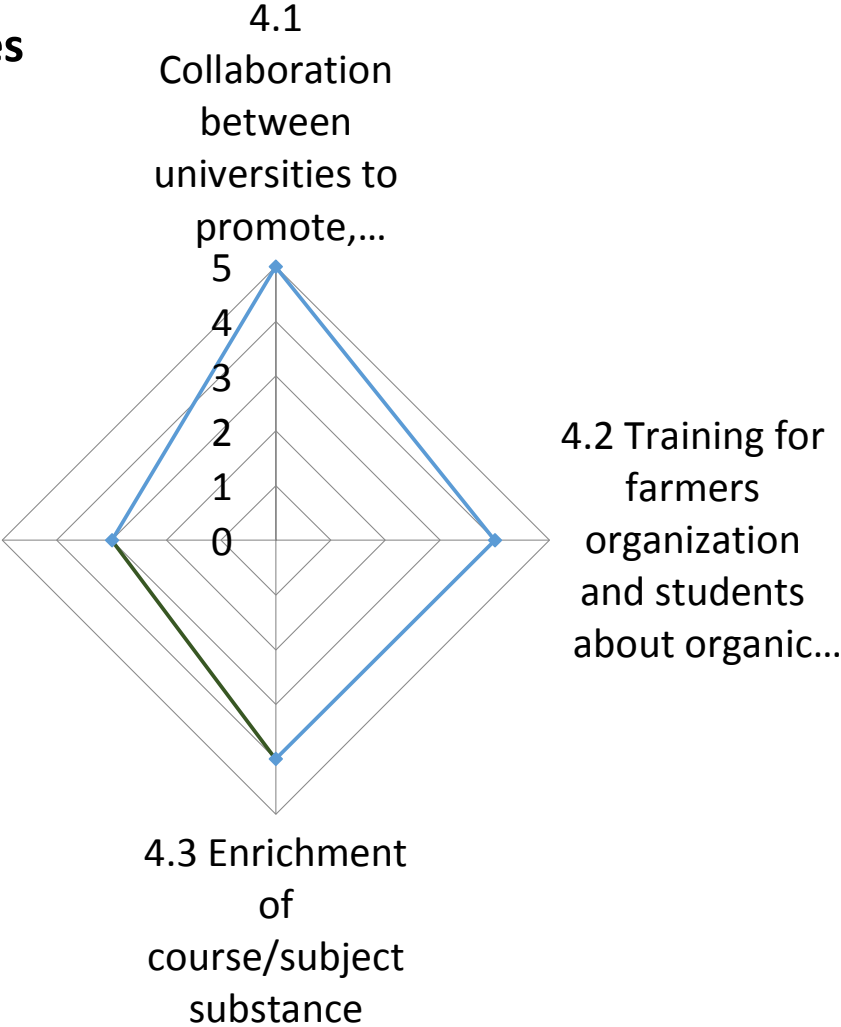 4.1
Collaboration
between
universities to
promote,...
5
4
3
2
1
0
4.2 Training for
farmers
organization
and students
about organic...
4.3 Enrichment
of
course/subject
substance